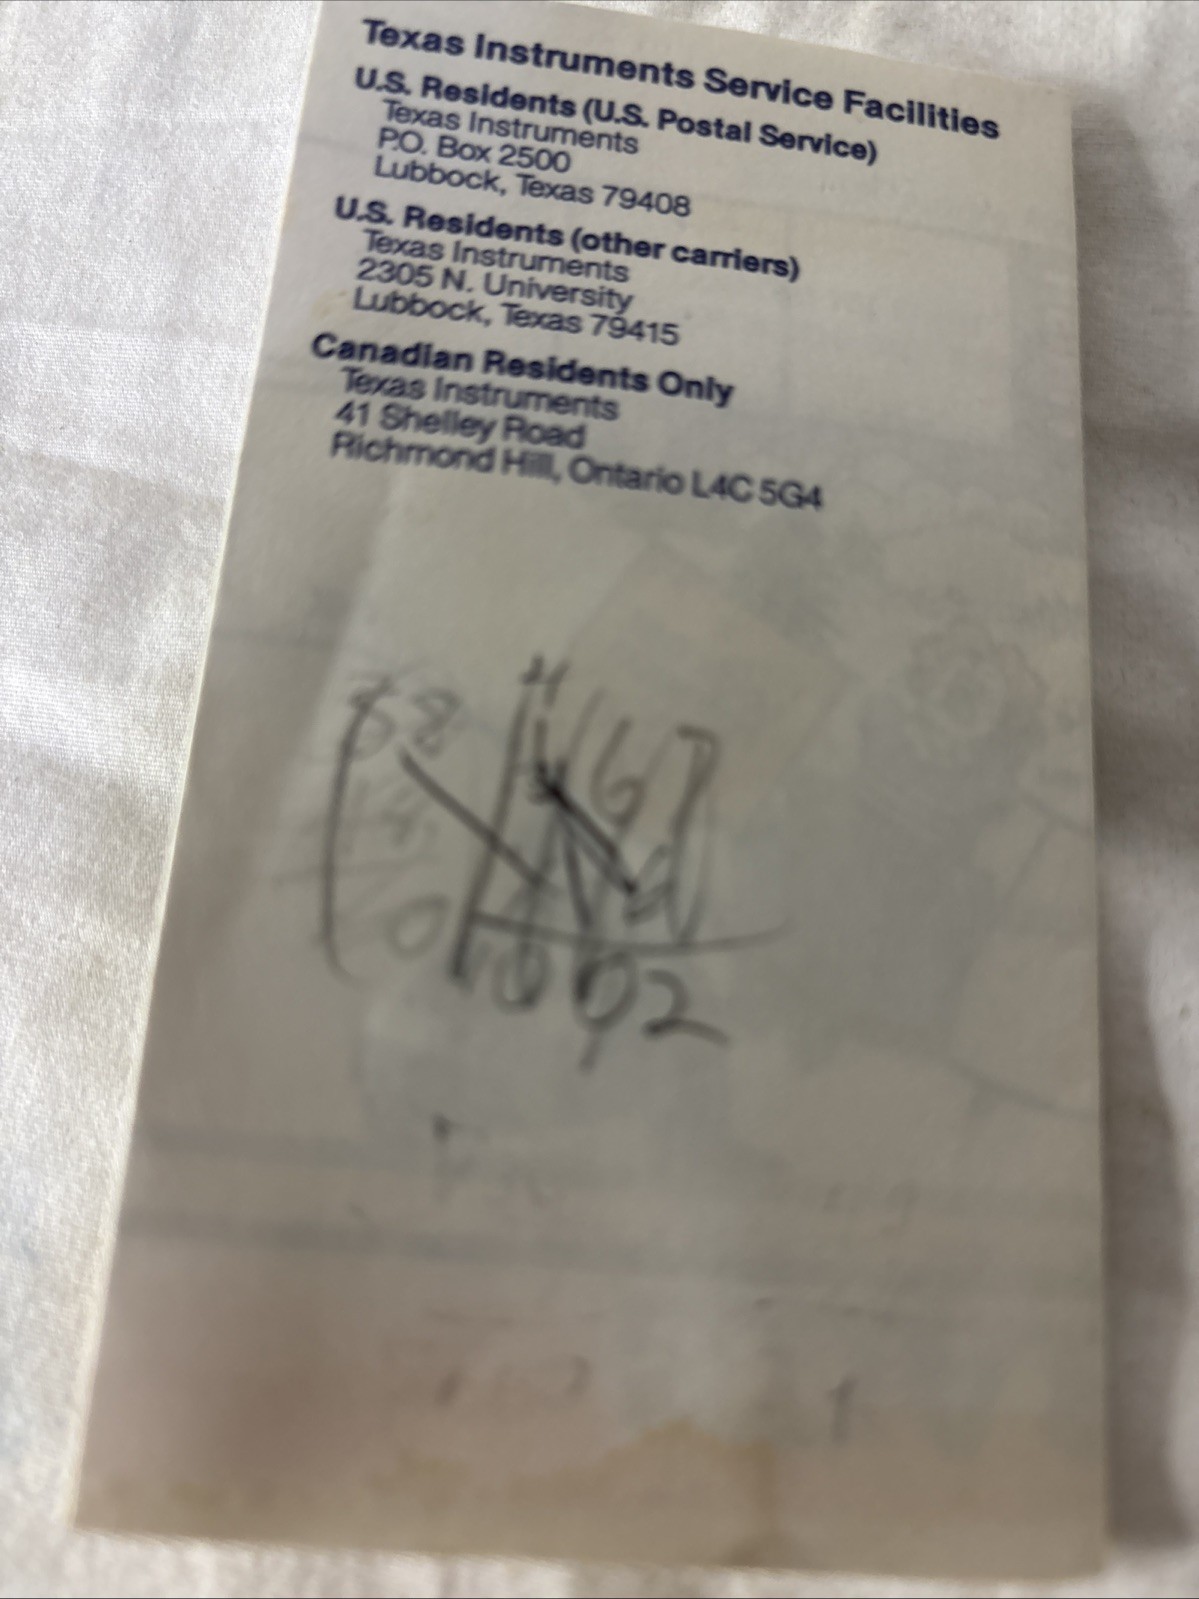 Texas Instruments Service Facilities
U.S. Residents (U.S. Postal Service)
Texas Instruments
P.O. Box 2500
Lubbock, Texas 79408
U.S. Residents (other carriers)
Texas Instruments
2305 N. University
Lubbock, Texas 79415
Canadian Residents Only
Texas Instruments
41 Shelley Road
Richmond Hill, Ontario L4C 5G4